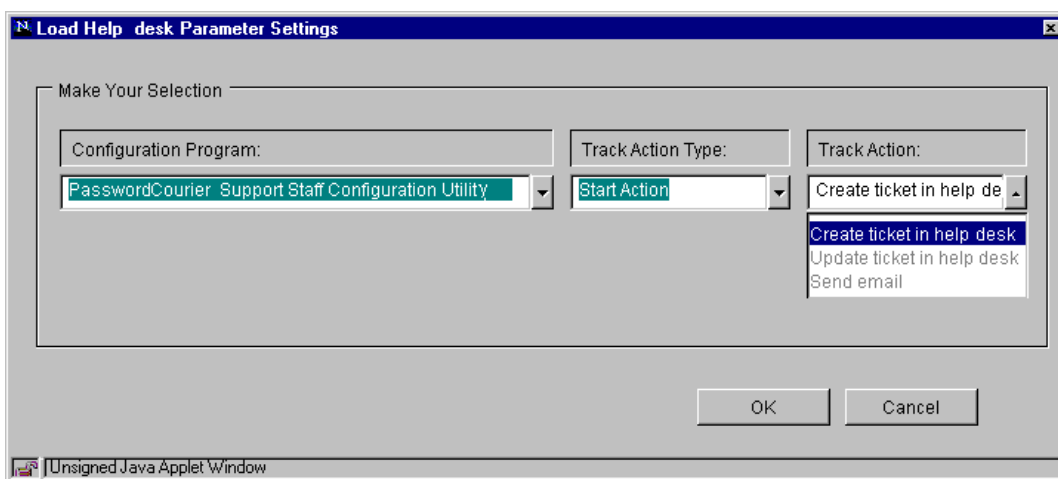 Load Help desk Parameter Settings
Make Your Selection
Configuration Program:
Track Action Type:
Track Action:
PasswordCourier Support Staff Configuration Utility
Start Action
Create ticket in help de
Create ticket in help desk
Update ticket in help desk
Send email
OK
Cancel
Unsigned Java Applet Window